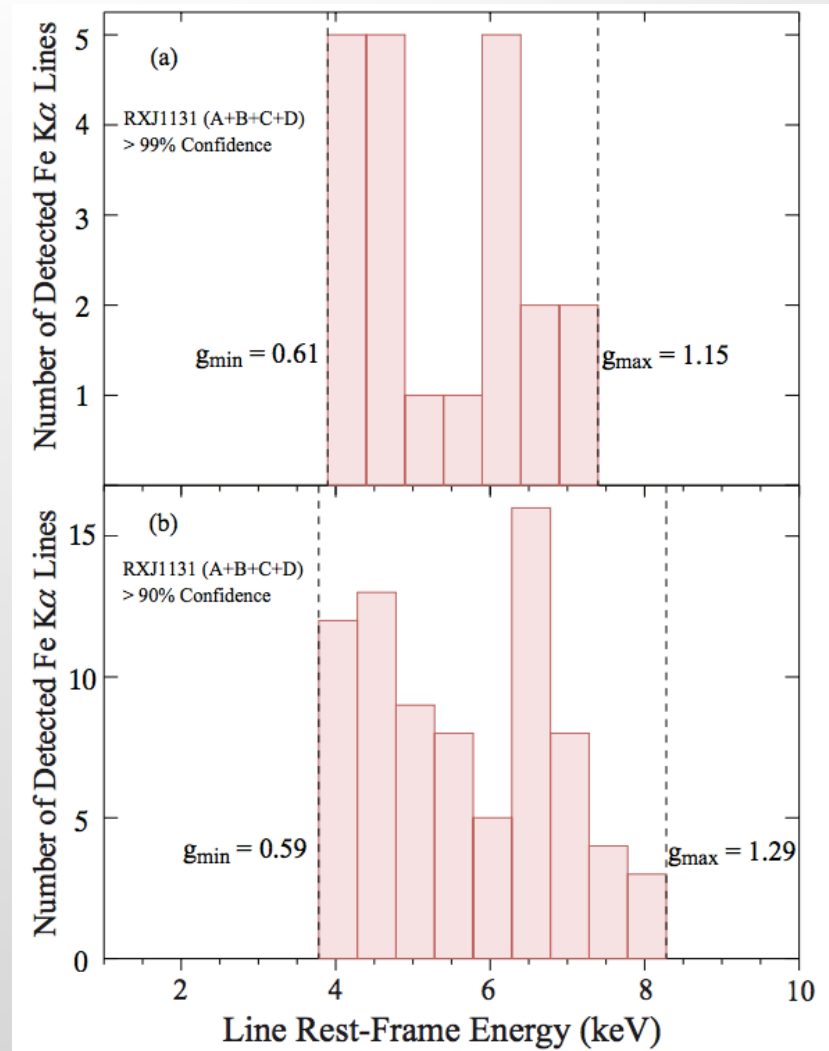 Number of Detected Fe Kα Lines
5
4
3
2
1
(a)
RXJ1131 (A+B+C+D)
> 99% Confidence
gmin = 0.61
gmax = 1.15
Number of Detected Fe Kα Lines
15
10
5
0
(b)
RXJ1131 (A+B+C+D)
> 90% Confidence
gmin = 0.59
gmax = 1.29
2 4 6 8 10
Line Rest-Frame Energy (keV)